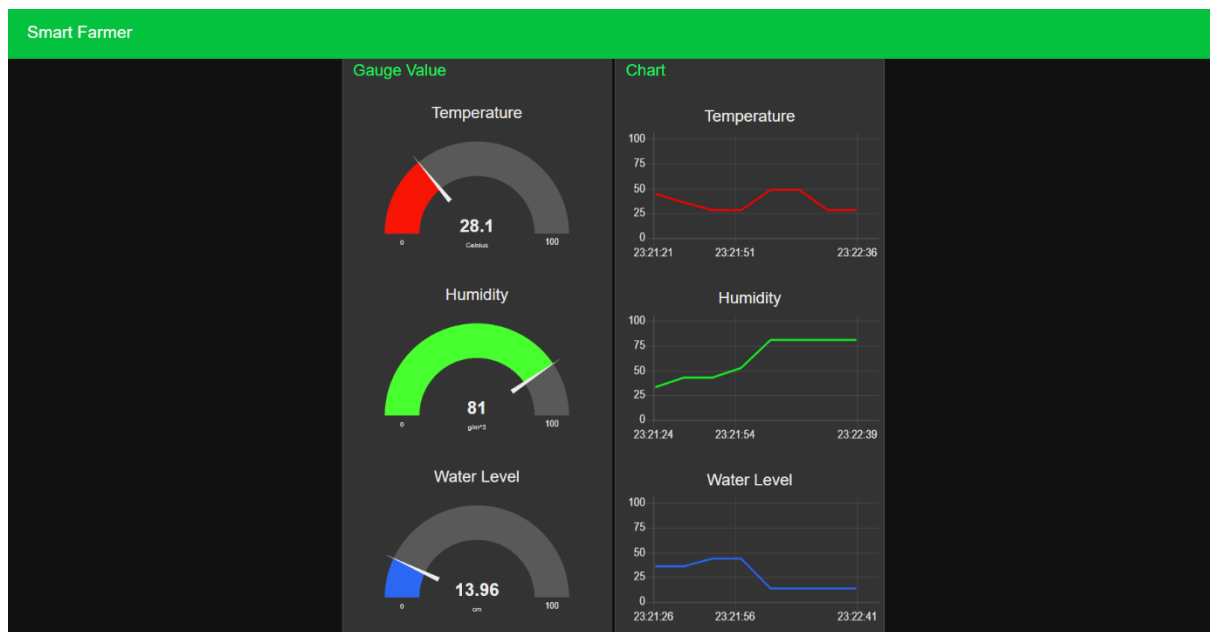 Smart Farmer
Gauge Value
Temperature
28.1
Celcius
0
100
Humidity
81
g/m^3
0
100
Water Level
13.96
cm
0
100
Chart
Temperature
100
75
50
25
0
23:21:21 23:21:51 23:22:36
Humidity
100
75
50
25
0
23:21:24 23:21:54 23:22:39
Water Level
100
75
50
25
0
23:21:26 23:21:56 23:22:41